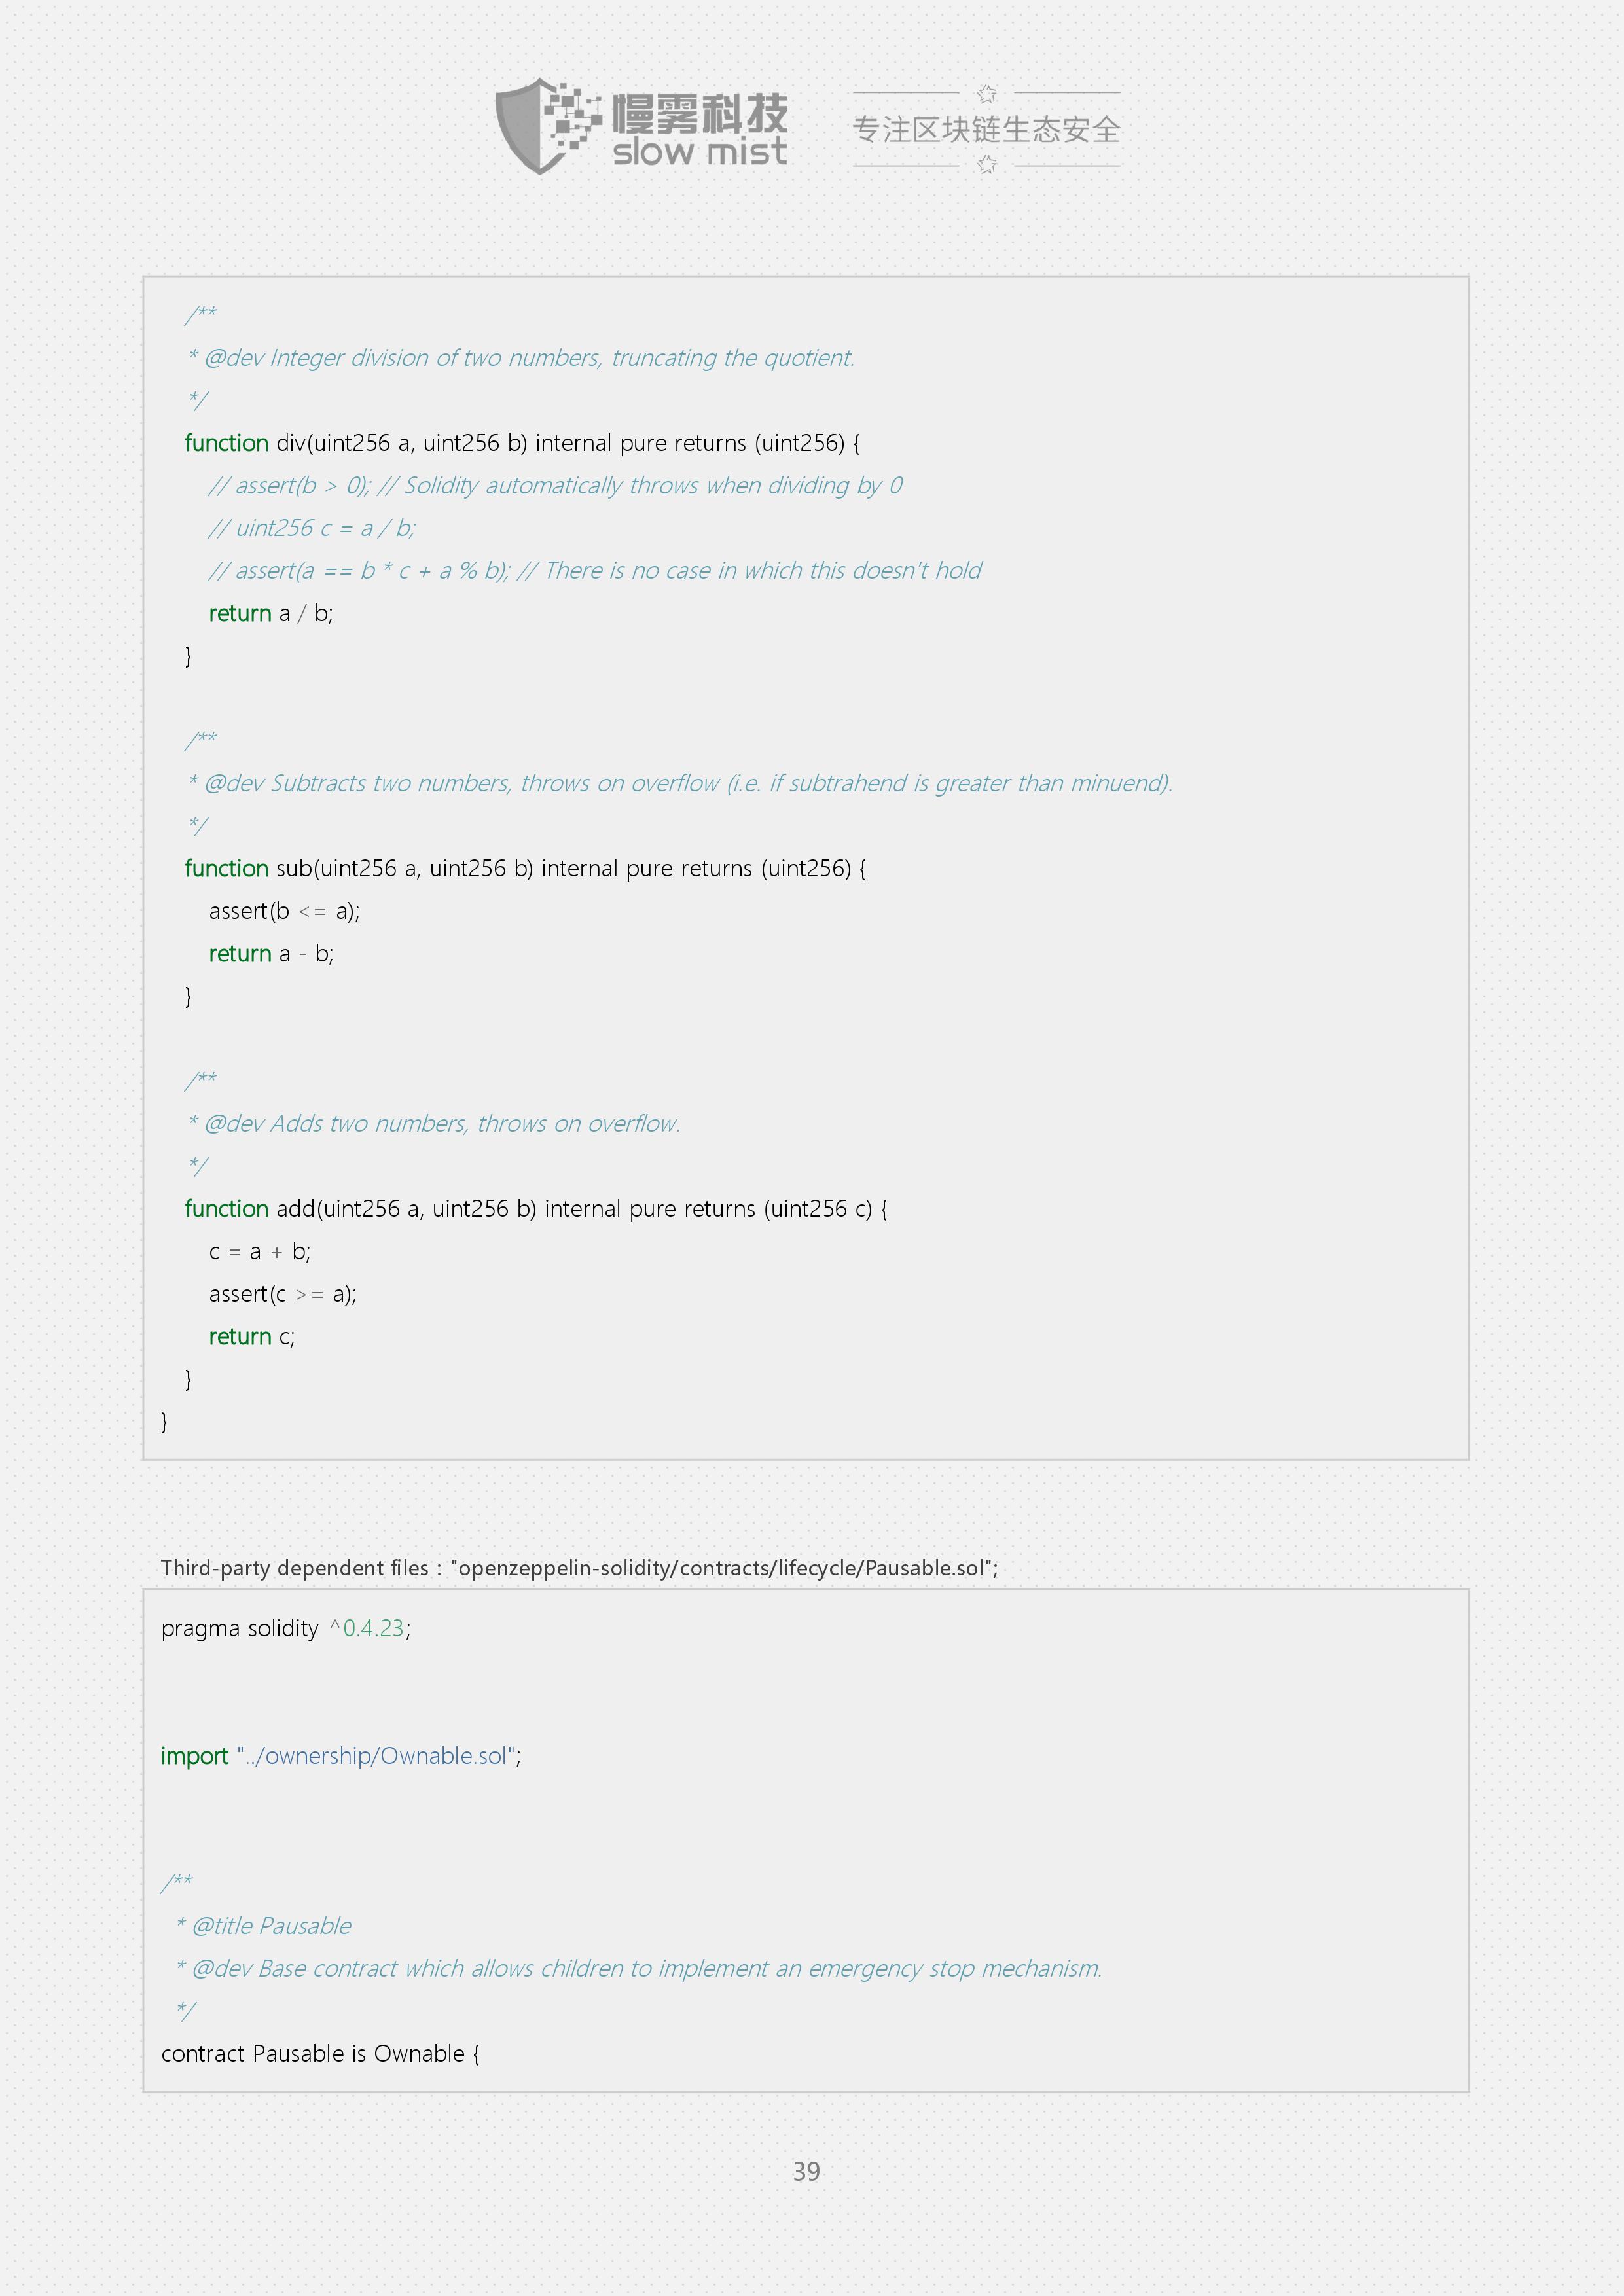 慢雾科技
slow mist
专注区块链生态安全
/**
* @dev Integer division of two numbers, truncating the quotient.
*/
function div(uint256 a, uint256 b) internal pure returns (uint256) {
// assert(b > 0); // Solidity automatically throws when dividing by 0
// uint256 c = a / b;
// assert(a == b * c + a % b); // There is no case in which this doesn't hold
return a / b;
}
/**
* @dev Subtracts two numbers, throws on overflow (i.e. if subtrahend is greater than minuend).
*/
function sub(uint256 a, uint256 b) internal pure returns (uint256) {
assert(b <= a);
return a - b;
}
/**
* @dev Adds two numbers, throws on overflow.
*/
function add(uint256 a, uint256 b) internal pure returns (uint256 c) {
c = a + b;
assert(c >= a);
return c;
}
}
Third-party dependent files : "openzeppelin-solidity/contracts/lifecycle/Pausable.sol";
pragma solidity ^0.4.23;
import "../ownership/Ownable.sol";
/**
* @title Pausable
* @dev Base contract which allows children to implement an emergency stop mechanism.
*/
contract Pausable is Ownable {
39